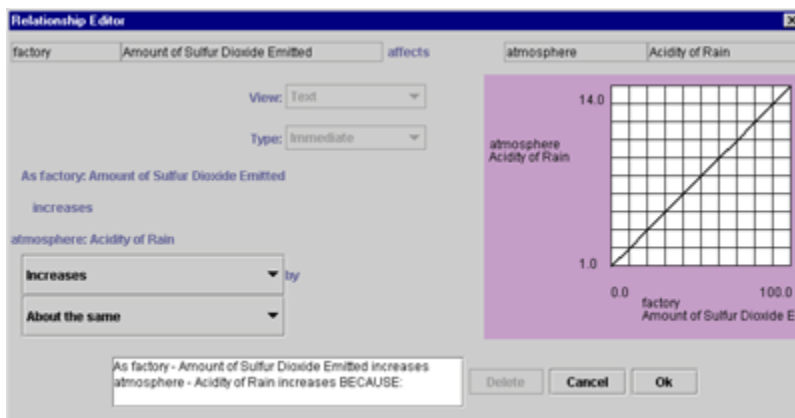 Relationship Editor
factory Amount of Sulfur Dioxide Emitted affects atmosphere Acidity of Rain
View: Text
Type: Immediate
As factory: Amount of Sulfur Dioxide Emitted
increases
atmosphere: Acidity of Rain
Increases by
About the same
14.0
atmosphere
Acidity of Rain
1.0
0.0 100.0
factory
Amount of Sulfur Dioxide E
As factory - Amount of Sulfur Dioxide Emitted increases
atmosphere - Acidity of Rain increases BECAUSE:
Delete Cancel Ok